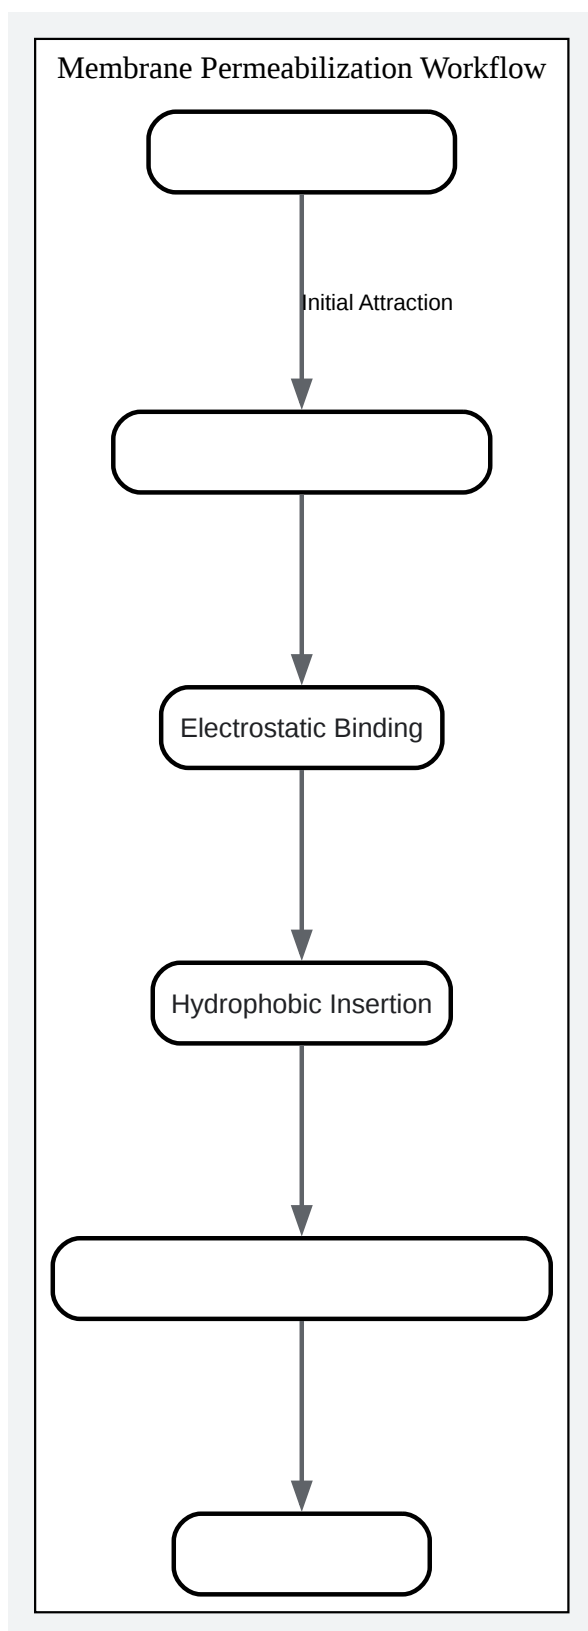 Membrane Permeabilization Workflow
Initial Attraction
Electrostatic Binding
Hydrophobic Insertion